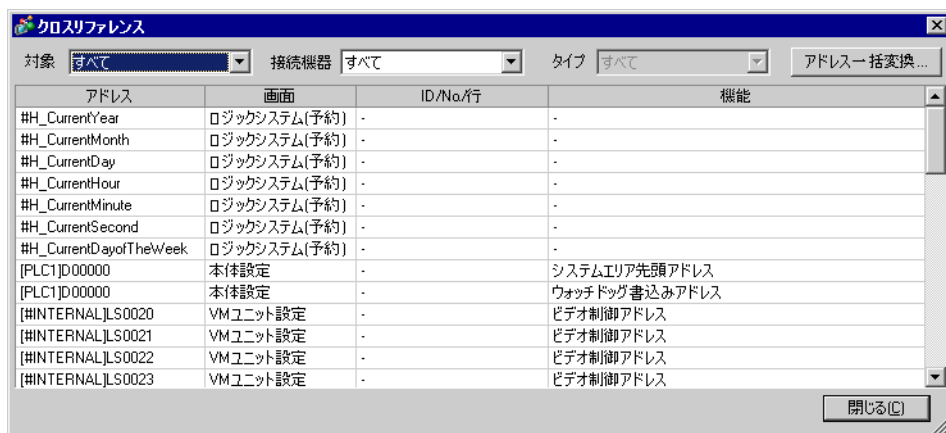 クロスリファレンス
対象 すべて 接続機器 すべて タイプ すべて アドレス一括変換...
アドレス 画面 ID/No./行 機能
#H_CurrentYear ロジックシステム(予約) - -
#H_CurrentMonth ロジックシステム(予約) - -
#H_CurrentDay ロジックシステム(予約) - -
#H_CurrentHour ロジックシステム(予約) - -
#H_CurrentMinute ロジックシステム(予約) - -
#H_CurrentSecond ロジックシステム(予約) - -
#H_CurrentDayofTheWeek ロジックシステム(予約) - -
[PLC1]D00000 本体設定 - システムエリア先頭アドレス
[PLC1]D00000 本体設定 - ウォッチドッグ書込みアドレス
[#INTERNAL]LS0020 VMユニット設定 - ビデオ制御アドレス
[#INTERNAL]LS0021 VMユニット設定 - ビデオ制御アドレス
[#INTERNAL]LS0022 VMユニット設定 - ビデオ制御アドレス
[#INTERNAL]LS0023 VMユニット設定 - ビデオ制御アドレス
閉じる(C)